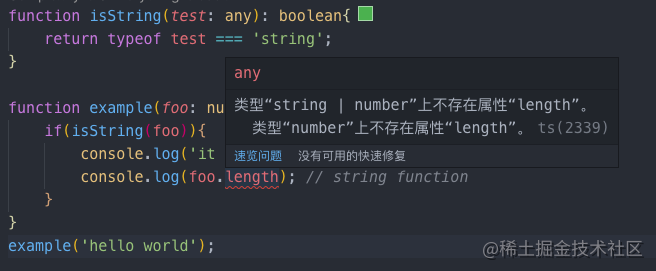 function isString(test: any): boolean{
return typeof test === 'string';
}
any
类型“string | number”上不存在属性“length”。
类型“number”上不存在属性“length”。 ts(2339)
速览问题 没有可用的快速修复
function example(foo: nu
if(isString(foo)){
console.log('it
console.log(foo.length); // string function
}
}
example('hello world');
@稀土掘金技术社区